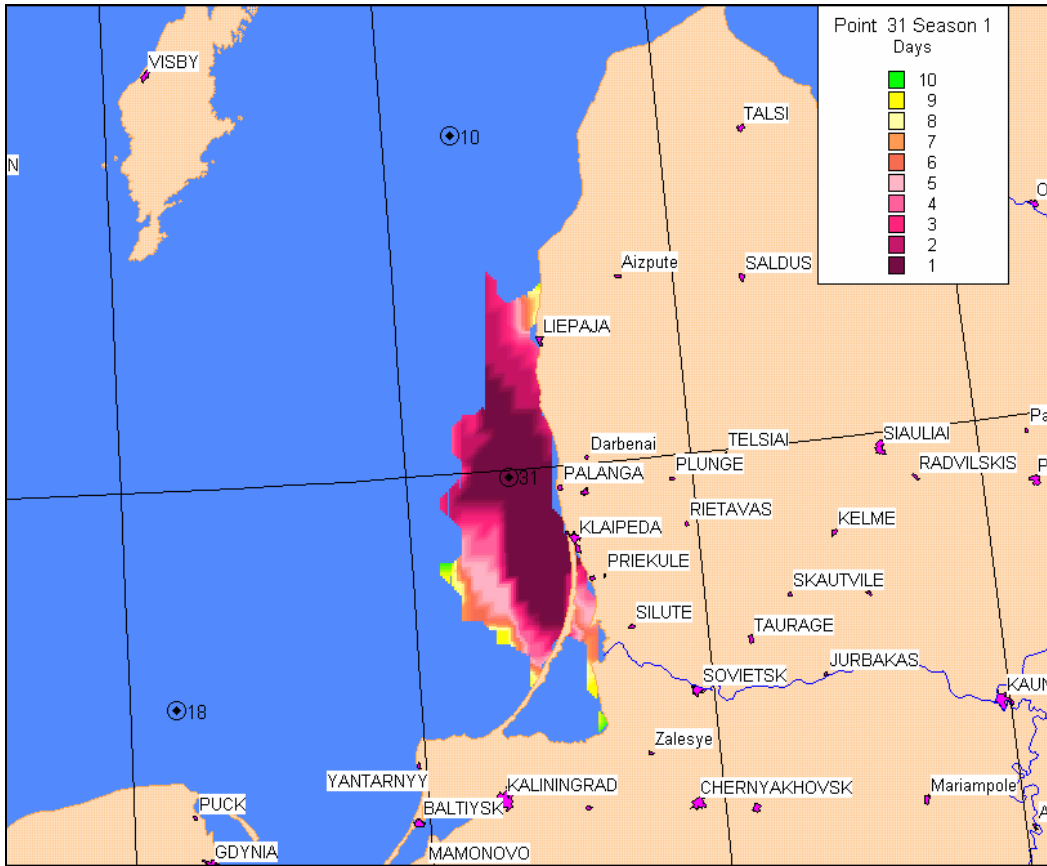 Point 31 Season 1
Days
10
9
8
7
6
5
4
3
2
1
VISBY
TALSI
10
N
O
Aizpute
SALDUS
LIEPAJA
Pa
Darbenai
TELSIAI
SIAULIAI
PLUNGE
RADVILSKIS
P
31
PALANGA
RIETAVAS
KELME
KLAIPEDA
PRIEKULE
SKAUTVILE
SILUTE
TAURAGE
JURBAKAS
SOVIETSK
KAUN
18
Zalesye
YANTARNYY
KALININGRAD
CHERNYAKHOVSK
Mariampole
PUCK
BALTIYSK
A
GDYNIA
MAMONOVO